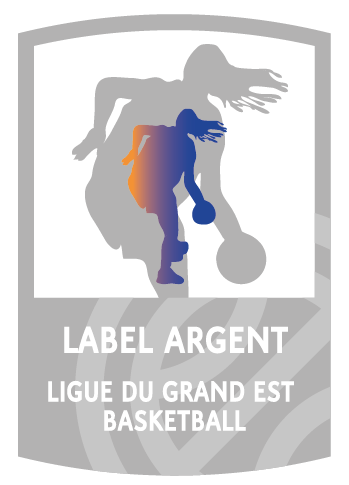 LABEL ARGENT
LIGUE DU GRAND EST
BASKETBALL